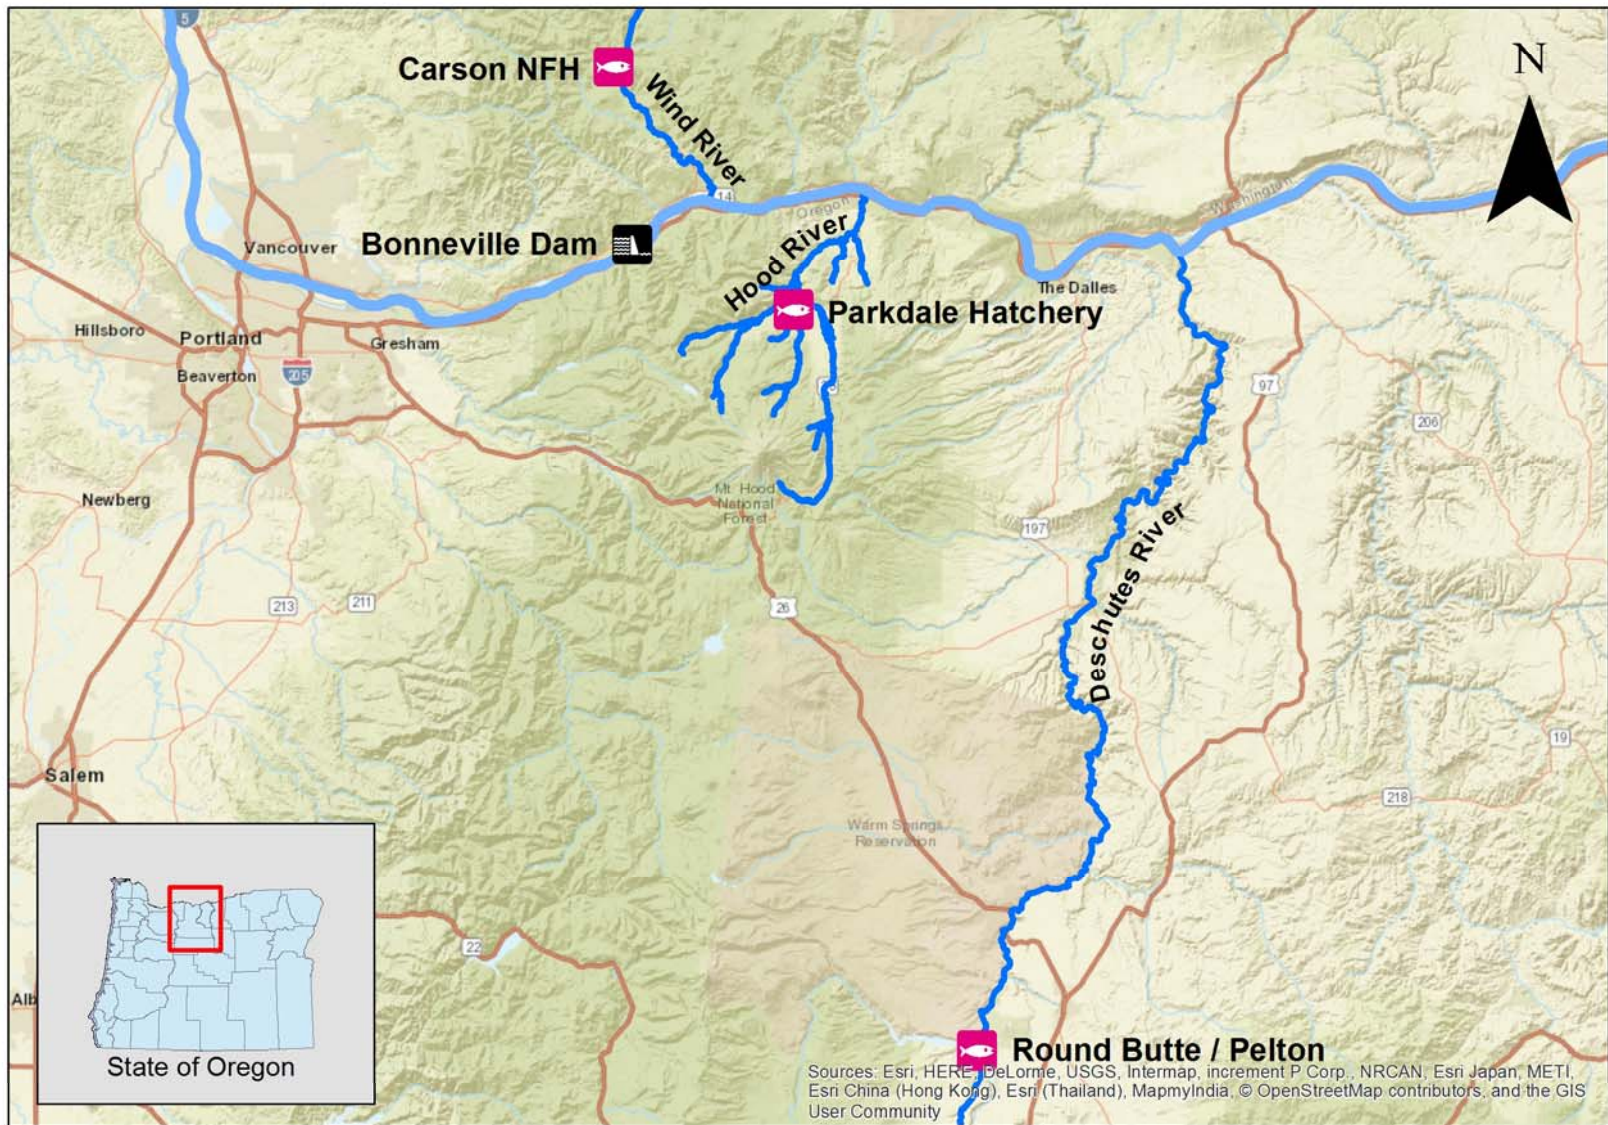 5
Carson NFH
Wind River
N
14
Oregon
Washington
Hood River
Bonneville Dam
Vancouver
The Dalles
Parkdale Hatchery
Hillsboro
Portland
Gresham
Beaverton
205
97
206
Newberg
Mt. Hood
National
Forest
197
Deschutes River
213
211
26
19
Salem
218
Warm Springs
Reservation
22
Alb
State of Oregon
Round Butte / Pelton
Sources: Esri, HERE, DeLorme, USGS, Intermap, increment P Corp., NRCAN, Esri Japan, METI,
Esri China (Hong Kong), Esri (Thailand), MapmyIndia, © OpenStreetMap contributors, and the GIS
User Community